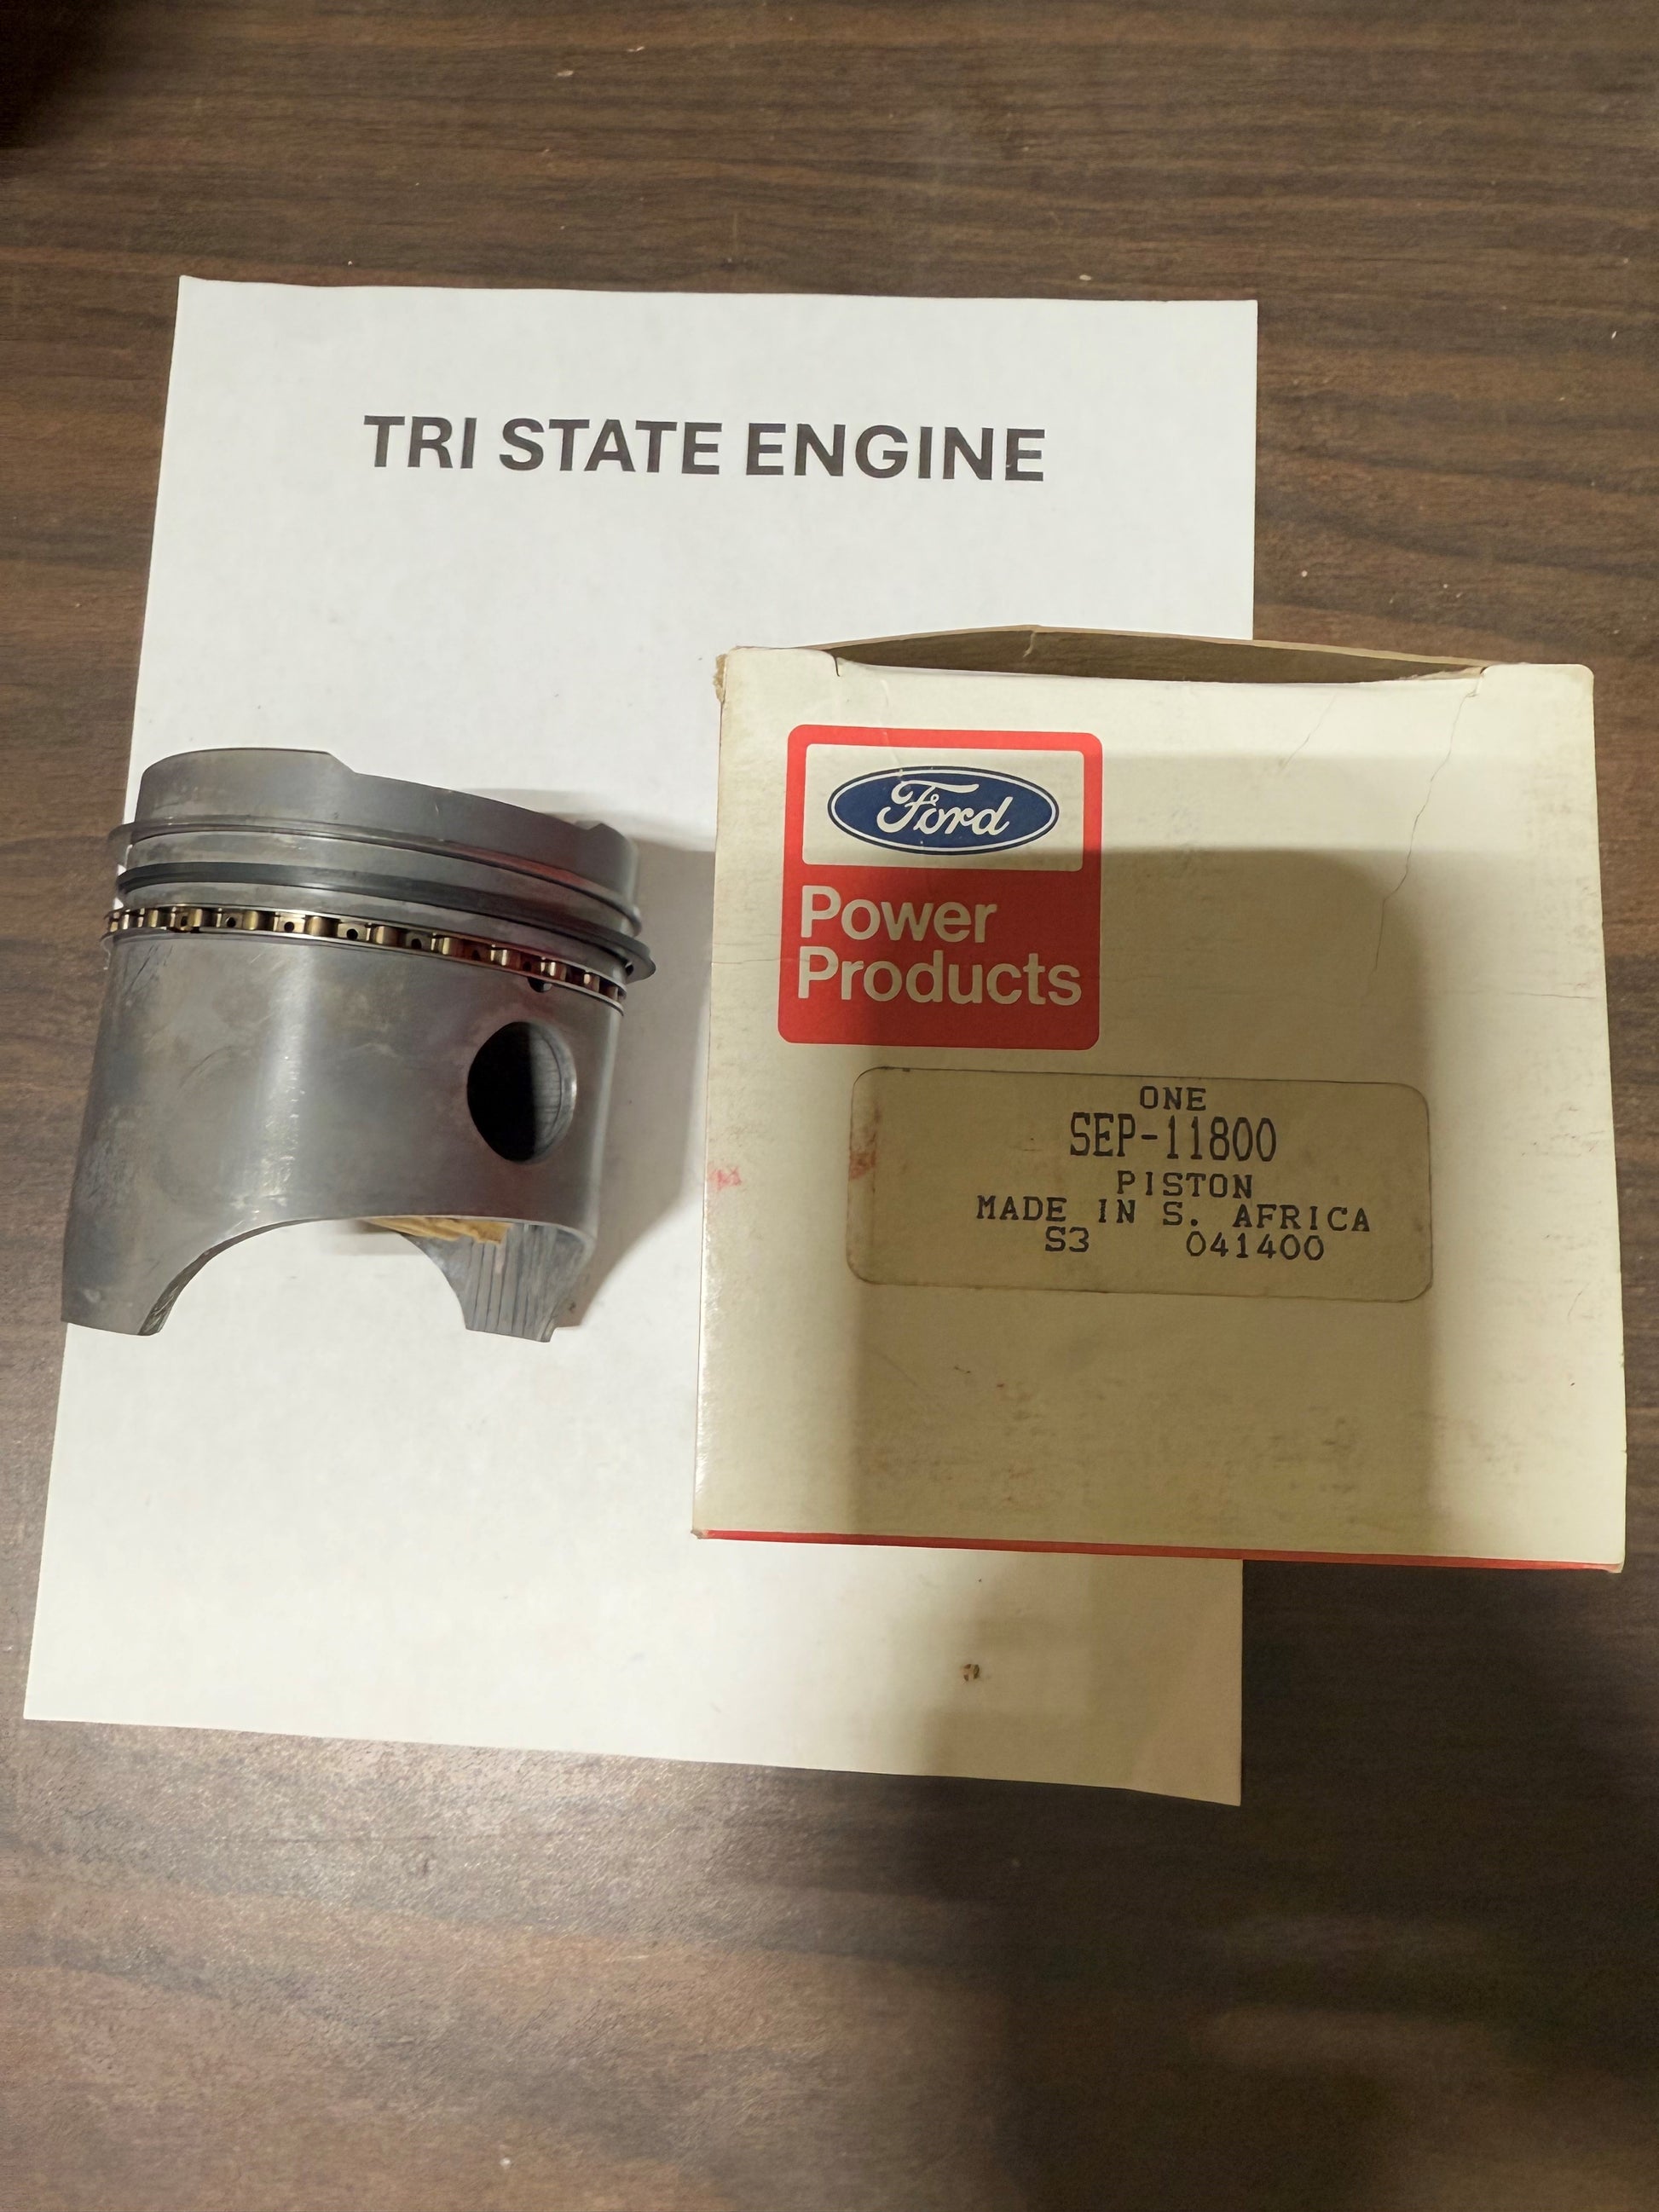 TRI STATE ENGINE
Ford
Power
Products
ONE
SEP-11800
PISTON
MADE IN S. AFRICA
S3 041400